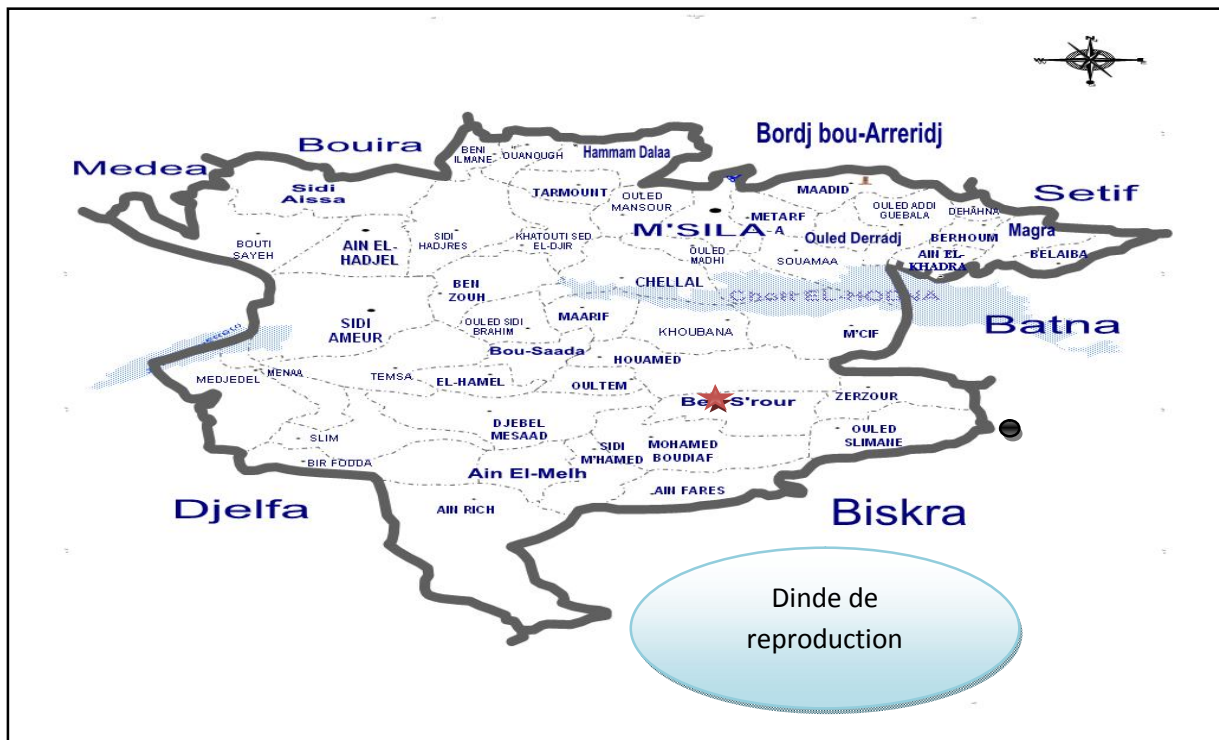 N
Bordj bou-Arreridj
Bouira
Medea
Setif
BENI
ILMANE
OUANOUGH
Hammam Dalaa
Sidi
Aissa
TARMOUNT
OULED
MANSOUR
MAADID
OULED ADDI
GUEBALA
DEHAHNA
METARF
-A
M'SILA
Magra
BOUTI
SAYEH
AIN EL-
HADJEL
SIDI
HADJRES
KHATOUTI SED
EL-DJIR
OULED
MADHI
Ouled Derradj
BERHOUM
SOUAMAA
AIN EL-
KHADRA
BELAIBA
BEN
ZOUH
CHELLAL
Chott EL-HODNA
SIDI
AMEUR
OULED SIDI
BRAHIM
MAARIF
KHOUBANA
M'CIF
Batna
Bou-Saada
HOUAMED
MEDJEDEL
MENAA
TEMSA
EL-HAMEL
OULTEM
S'rour
ZERZOUR
DJEBEL
MESAAD
OULED
SLIMANE
SLIM
SIDI
M'HAMED
MOHAMED
BOUDIAF
BIR FODDA
Ain El-Melh
AIN FARES
Djelfa
AIN RICH
Biskra
Dinde de
reproduction